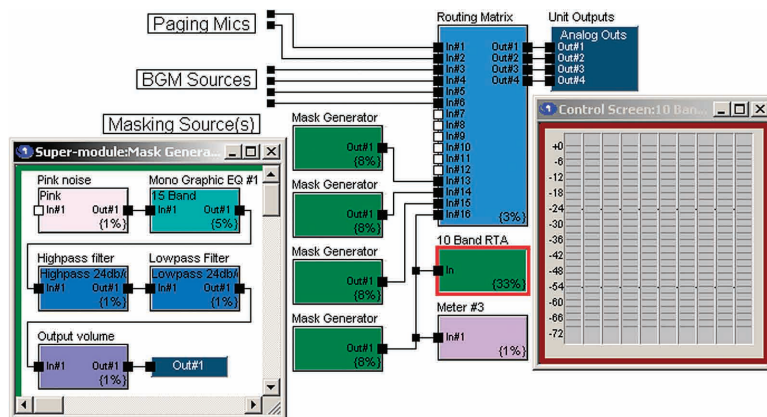 Paging Mics
BGM Sources
Masking Source(s)
Routing Matrix
In#1 Out#1
In#2 Out#2
In#3 Out#3
In#4 Out#4
In#5
In#6
In#7
In#8
In#9
In#10
In#11
In#12
In#13
In#14
In#15
In#16
{3%}
Unit Outputs
Analog Outs
Out#1
Out#2
Out#3
Out#4
Mask Generator
Out#1
{8%}
Mask Generator
Out#1
{8%}
Mask Generator
Out#1
{8%}
Mask Generator
Out#1
{8%}
10 Band RTA
In
{33%}
Meter #3
In#1
{1%}
Super-module:Mask Genera...
Pink noise
Pink
In#1 Out#1
{1%}
Mono Graphic EQ #1
15 Band
In#1 Out#1
{5%}
Highpass filter
Highpass 24db/
In#1 Out#1
{1%}
Lowpass Filter
Lowpass 24db/
In#1 Out#1
{1%}
Output volume
In#1 Out#1
{1%}
Out#1
Control Screen:10 Ban...
+0
-6
-12
-18
-24
-30
-36
-42
-48
-54
-60
-66
-72